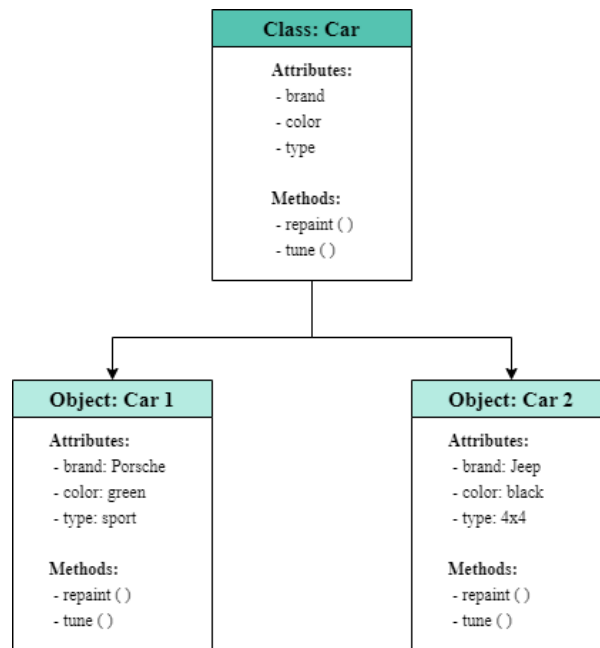 Class: Car
Attributes:
- brand
- color
- type
Methods:
- repaint ( )
- tune ( )
Object: Car 1
Attributes:
- brand: Porsche
- color: green
- type: sport
Methods:
- repaint ( )
- tune ( )
Object: Car 2
Attributes:
- brand: Jeep
- color: black
- type: 4x4
Methods:
- repaint ( )
- tune ( )